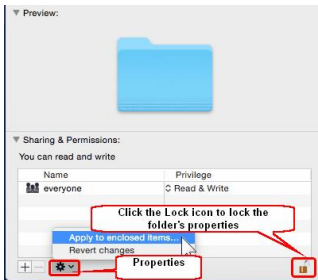 Preview:
Sharing & Permissions:
You can read and write
Name Privilege
everyone Read & Write
Click the Lock icon to lock the
folder's properties
Apply to enclosed items...
Revert changes
Properties